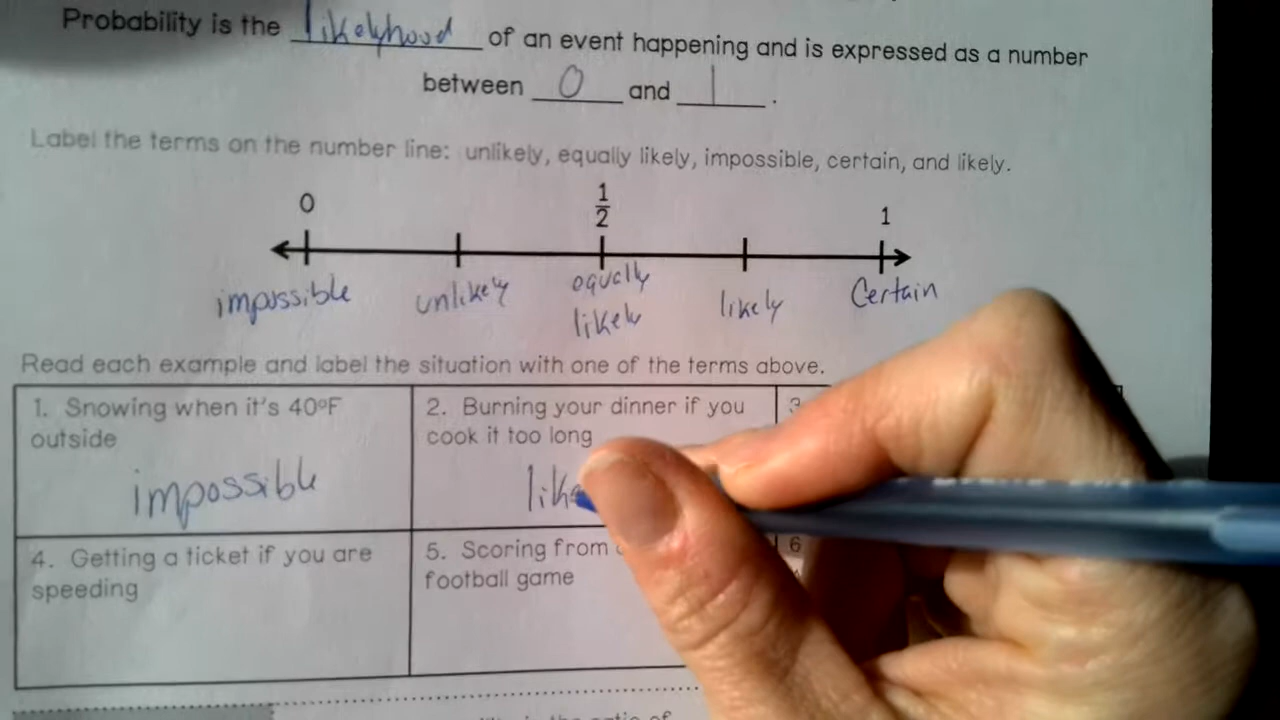 Probability is the likelyhood of an event happening and is expressed as a number
between 0 and 1.
Label the terms on the number line: unlikely, equally likely, impossible, certain, and likely.
0 1/2 1
impossible unlikely equally likely likely Certain
Read each example and label the situation with one of the terms above.
1. Snowing when it's 40°F
outside
impossible
2. Burning your dinner if you
cook it too long
like
3.
4. Getting a ticket if you are
speeding
5. Scoring from
football game
6